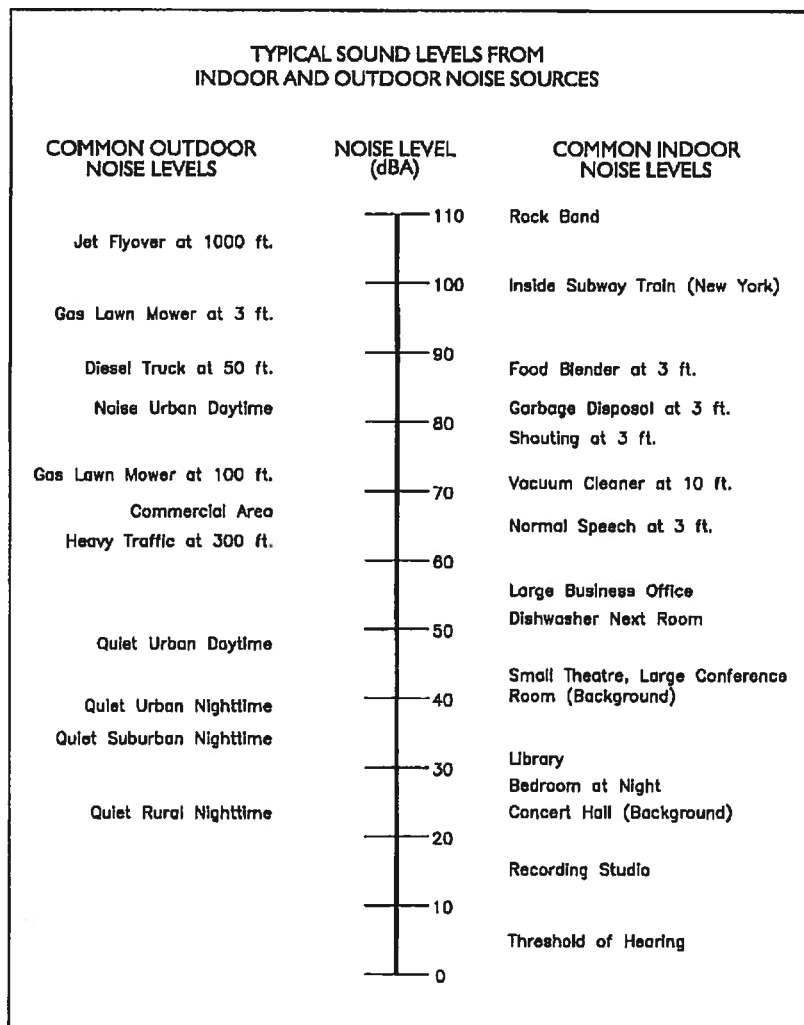 TYPICAL SOUND LEVELS FROM
INDOOR AND OUTDOOR NOISE SOURCES
COMMON OUTDOOR
NOISE LEVELS
NOISE LEVEL
(dBA)
COMMON INDOOR
NOISE LEVELS
110 Rock Band
Jet Flyover at 1000 ft.
100 Inside Subway Train (New York)
Gas Lawn Mower at 3 ft.
90
Diesel Truck at 50 ft.
Food Blender at 3 ft.
Noise Urban Daytime
Garbage Disposal at 3 ft.
80
Shouting at 3 ft.
Gas Lawn Mower at 100 ft.
Vacuum Cleaner at 10 ft.
70
Commercial Area
Normal Speech at 3 ft.
Heavy Traffic at 300 ft.
60
Large Business Office
Dishwasher Next Room
50
Quiet Urban Daytime
Small Theatre, Large Conference
Room (Background)
40
Quiet Urban Nighttime
Quiet Suburban Nighttime
Library
30
Bedroom at Night
Quiet Rural Nighttime
Concert Hall (Background)
20
Recording Studio
10
Threshold of Hearing
0